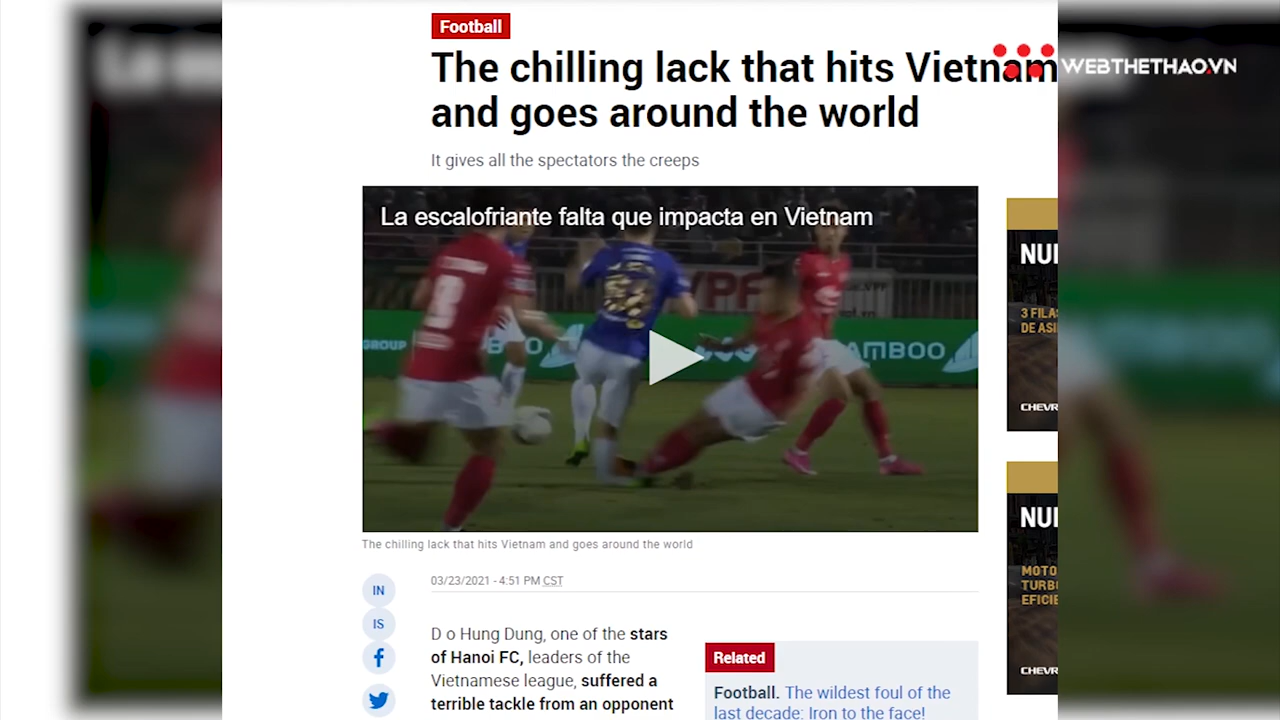 Football
The chilling lack that hits Vietnam
and goes around the world
WEBTHETHAO.VN
It gives all the spectators the creeps
La escalofriante falta que impacta en Vietnam
GROUP
BAMBOO
The chilling lack that hits Vietnam and goes around the world
03/23/2021 - 4:51 PM CST
IN
IS
D o Hung Dung, one of the stars
of Hanoi FC, leaders of the
Vietnamese league, suffered a
terrible tackle from an opponent
Related
Football. The wildest foul of the
last decade: Iron to the face!
3 FILAS
DE ASI
CHEVR
MOTO
TURBO
EFICIE
CHEVR